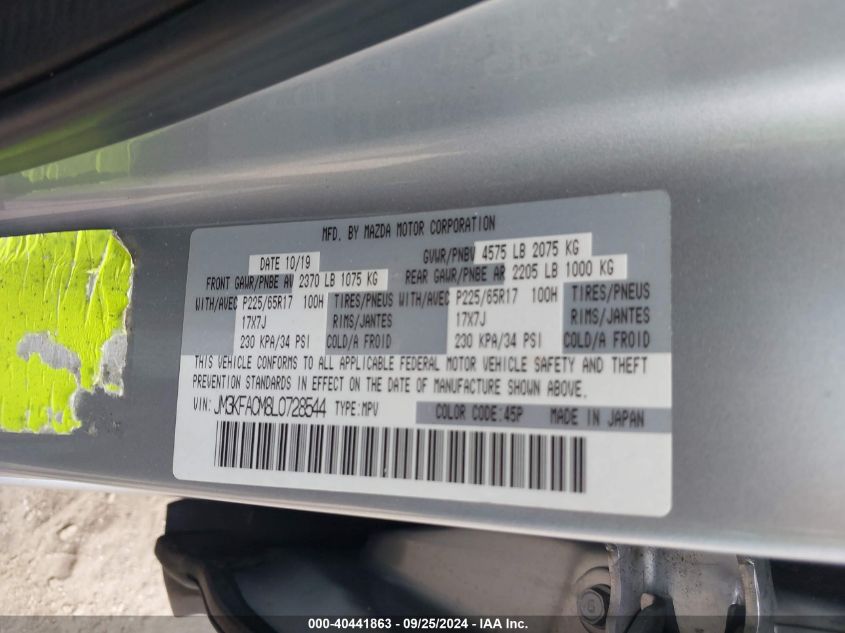 MFD. BY MAZDA MOTOR CORPORATION
DATE 10/19 GVWR/PNBV 4575 LB 2075 KG
FRONT GAWR/PNBE AV 2370 LB 1075 KG REAR GAWR/PNBE AR 2205 LB 1000 KG
WITH/AVEC P225/65R17 100H TIRES/PNEUS WITH/AVEC P225/65R17 100H TIRES/PNEUS
17X7J RIMS/JANTES 17X7J RIMS/JANTES
230 KPA/34 PSI COLD/A FROID 230 KPA/34 PSI COLD/A FROID
THIS VEHICLE CONFORMS TO ALL APPLICABLE FEDERAL MOTOR VEHICLE SAFETY AND THEFT
PREVENTION STANDARDS IN EFFECT ON THE DATE OF MANUFACTURE SHOWN ABOVE.
VIN: JM3KFACM8L0728544 TYPE:MPV COLOR CODE:45P MADE IN JAPAN
000-40441863 - 09/25/2024 - IAA Inc.